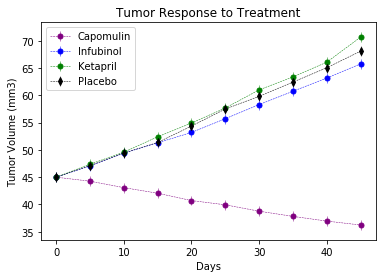 Tumor Response to Treatment
Capomulin
Infubinol
Ketapril
Placebo
Tumor Volume (mm3)
70
65
60
55
50
45
40
35
0 10 20 30 40
Days